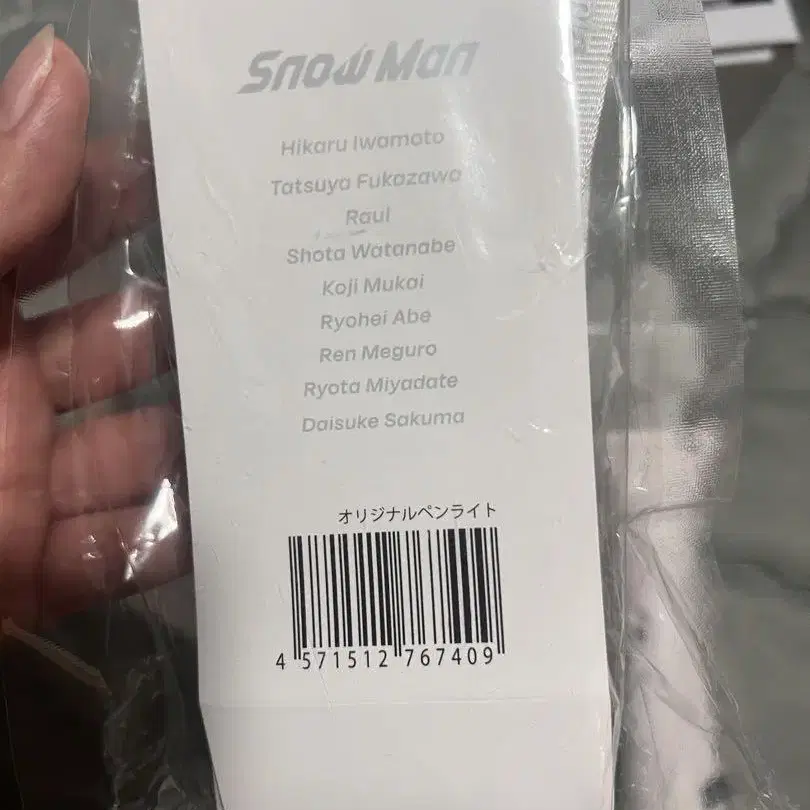 Snow Man
Hikaru Iwamoto
Tatsuya Fukazawa
Raul
Shota Watanabe
Koji Mukai
Ryohei Abe
Ren Meguro
Ryota Miyadate
Daisuke Sakuma
オリジナルペンライト
4 571512 767409